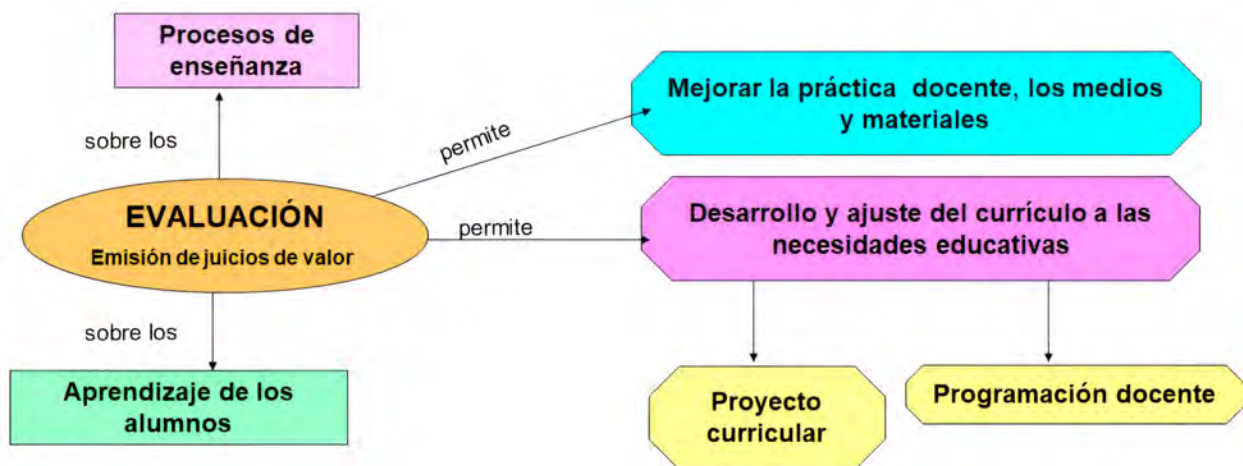 Procesos de
enseñanza
sobre los
EVALUACIÓN
Emisión de juicios de valor
sobre los
Aprendizaje de los
alumnos
permite
Mejorar la práctica docente, los medios
y materiales
permite
Desarrollo y ajuste del currículo a las
necesidades educativas
Proyecto
curricular
Programación docente